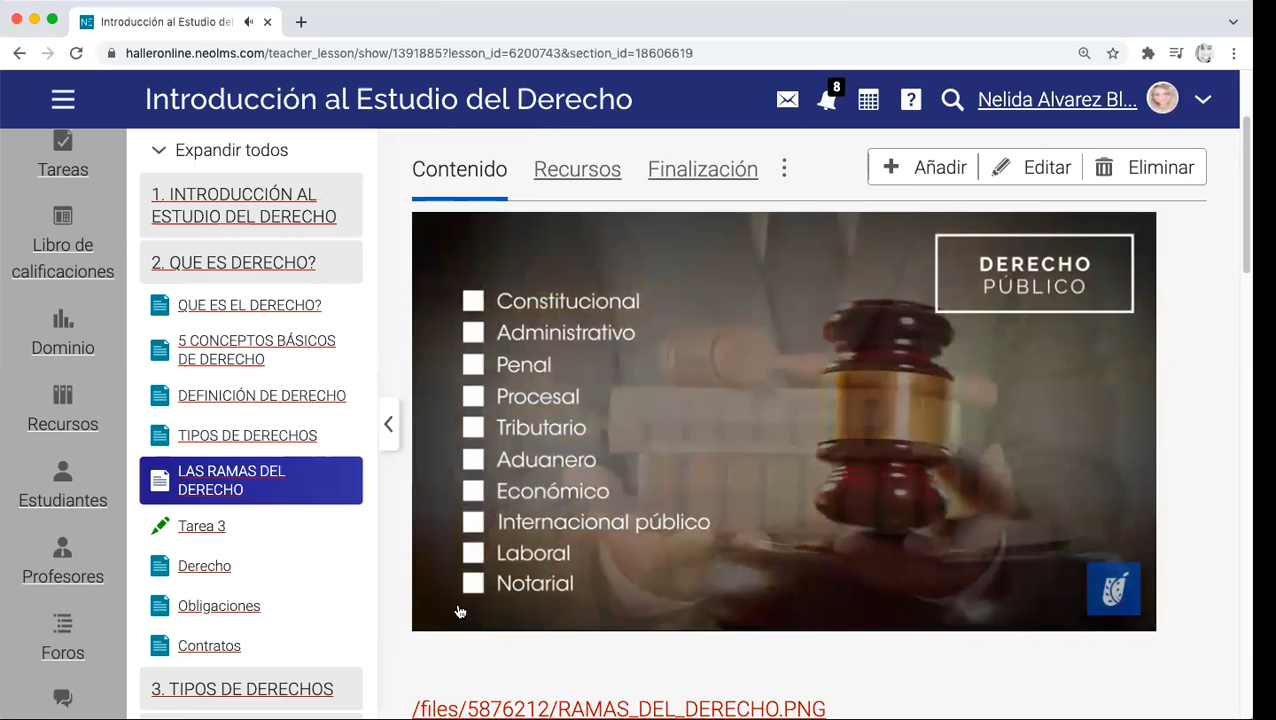 Introducción al Estudio del De
halleronline.neolms.com/teacher_lesson/show/1391885?lesson_id=6200743&section_id=18606619
Introducción al Estudio del Derecho
8
Nelida Alvarez Bl...
Tareas
Libro de
calificaciones
Dominio
Recursos
Estudiantes
Profesores
Foros
Expandir todos
1. INTRODUCCIÓN AL
ESTUDIO DEL DERECHO
2. QUE ES DERECHO?
QUE ES EL DERECHO?
5 CONCEPTOS BÁSICOS
DE DERECHO
DEFINICIÓN DE DERECHO
TIPOS DE DERECHOS
LAS RAMAS DEL
DERECHO
Tarea 3
Derecho
Obligaciones
Contratos
3. TIPOS DE DERECHOS
Contenido
Recursos
Finalización
Añadir
Editar
Eliminar
DERECHO
PÚBLICO
Constitucional
Administrativo
Penal
Procesal
Tributario
Aduanero
Económico
Internacional público
Laboral
Notarial
/files/5876212/RAMAS_DEL_DERECHO.PNG